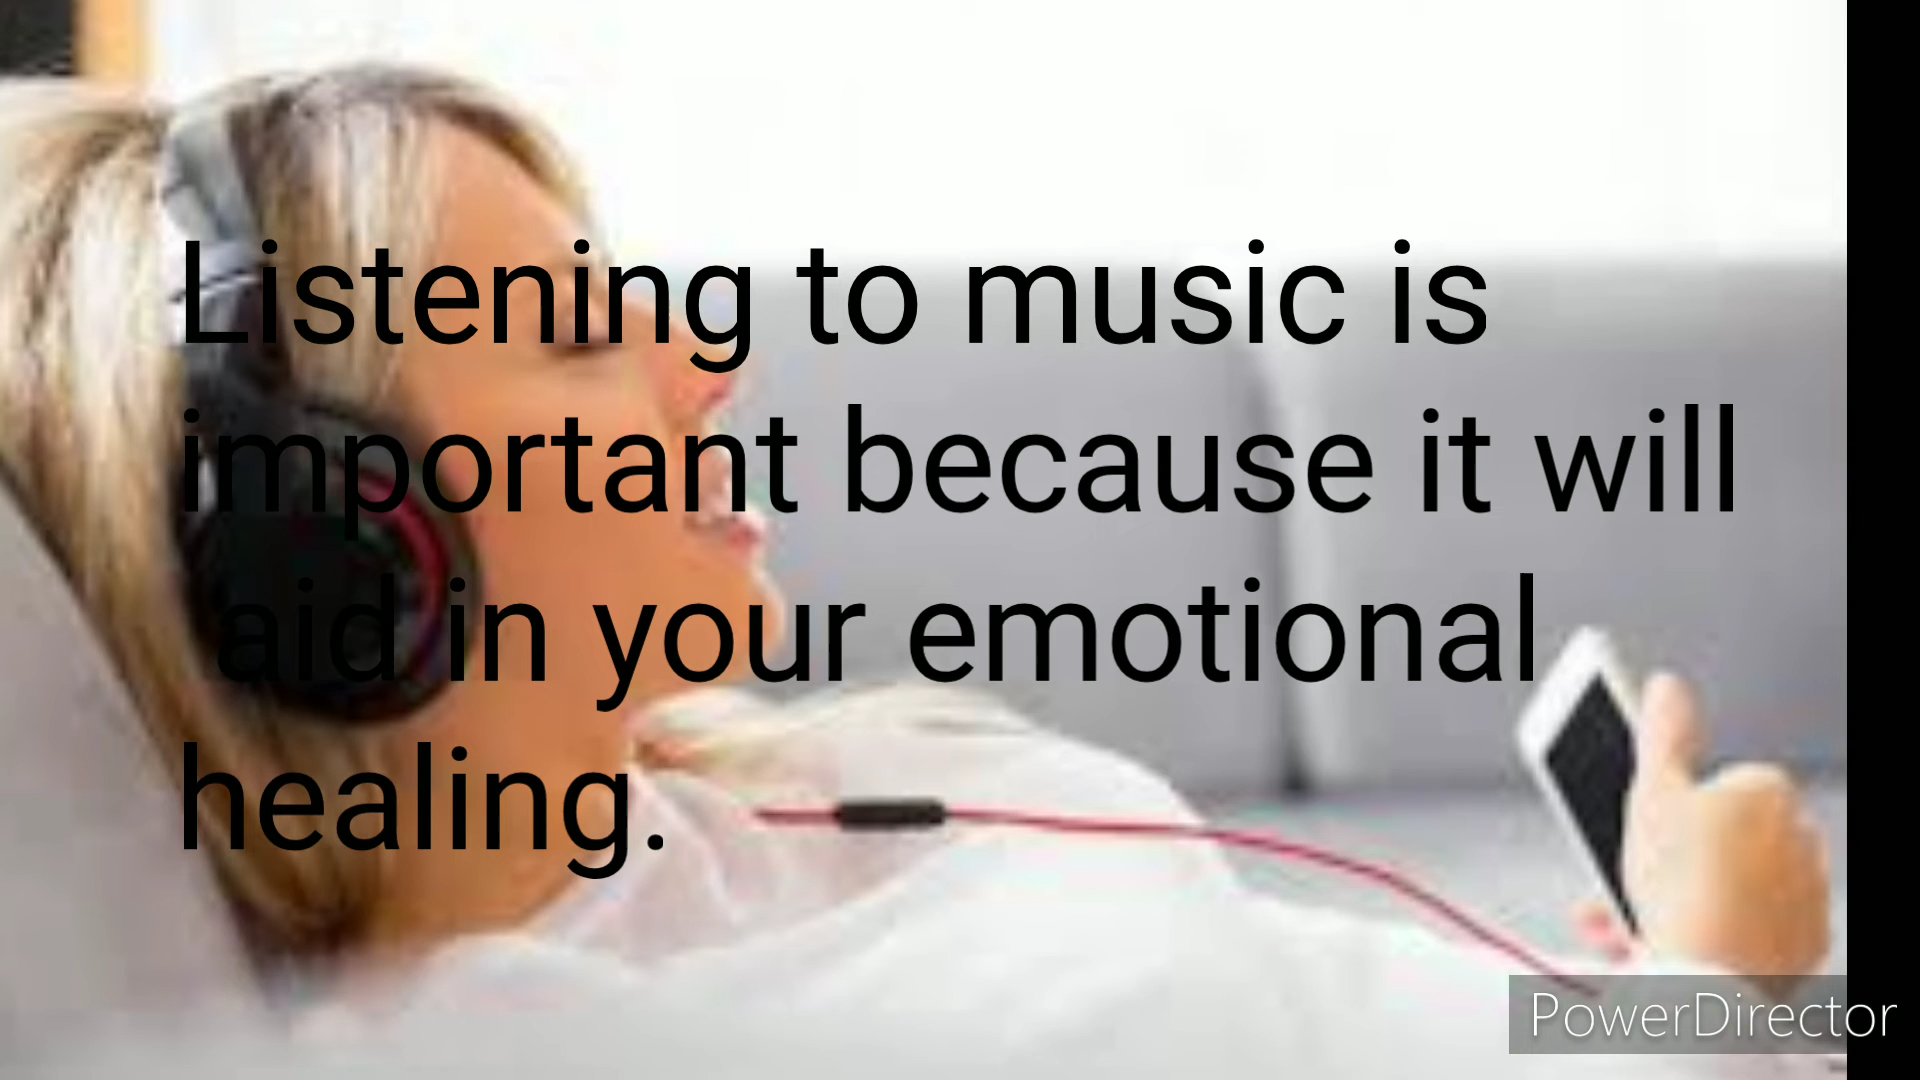 Listening to music is
important because it will
aid in your emotional
healing.
PowerDirector